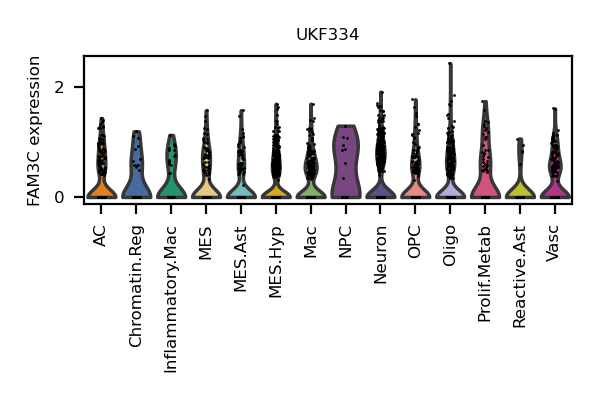 UKF334
FAM3C expression
2
0
AC
Chromatin.Reg
Inflammatory.Mac
MES
MES.Ast
MES.Hyp
Mac
NPC
Neuron
OPC
Oligo
Prolif.Metab
Reactive.Ast
Vasc